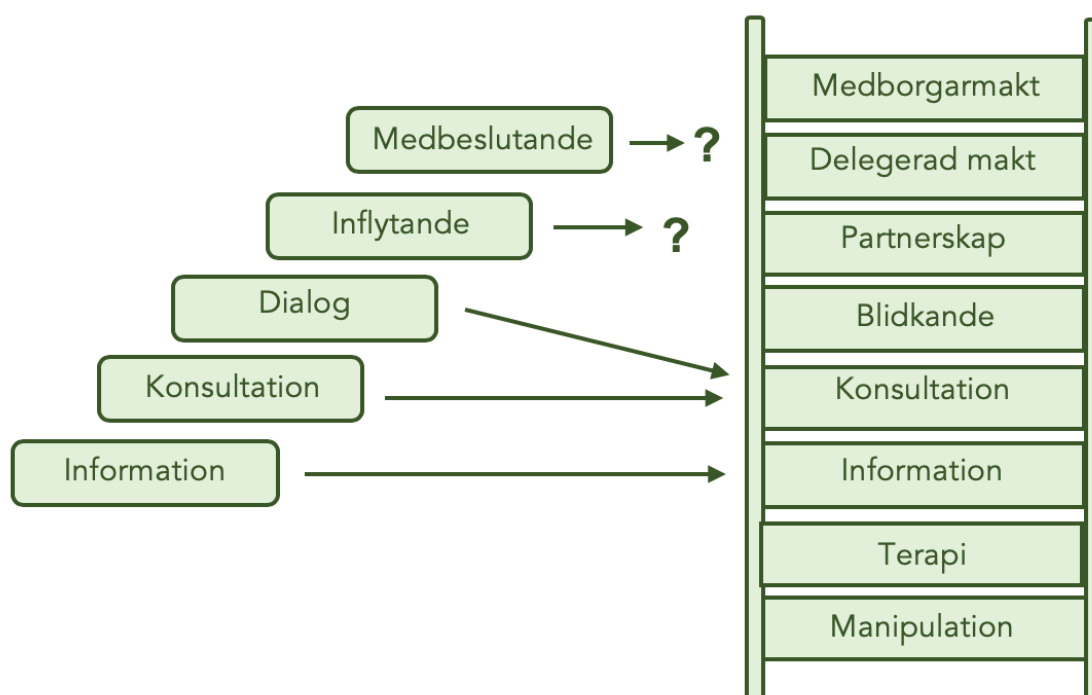 Medbeslutande
?
Inflytande
?
Dialog
Konsultation
Information
Medborgarmakt
Delegerad makt
Partnerskap
Blidkande
Konsultation
Information
Terapi
Manipulation